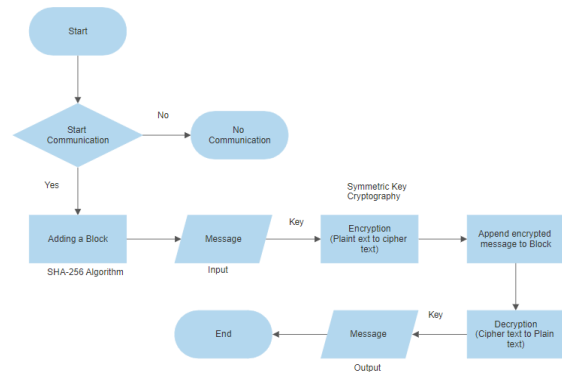 Start
Start
Communication
No
No
Communication
Yes
Symmetric Key
Cryptography
Adding a Block
SHA-256 Algorithm
Message
Input
Key
Encryption
(Plaint ext to cipher
text)
Append encrypted
message to Block
Decryption
(Cipher text to Plain
text)
Key
Message
Output
End